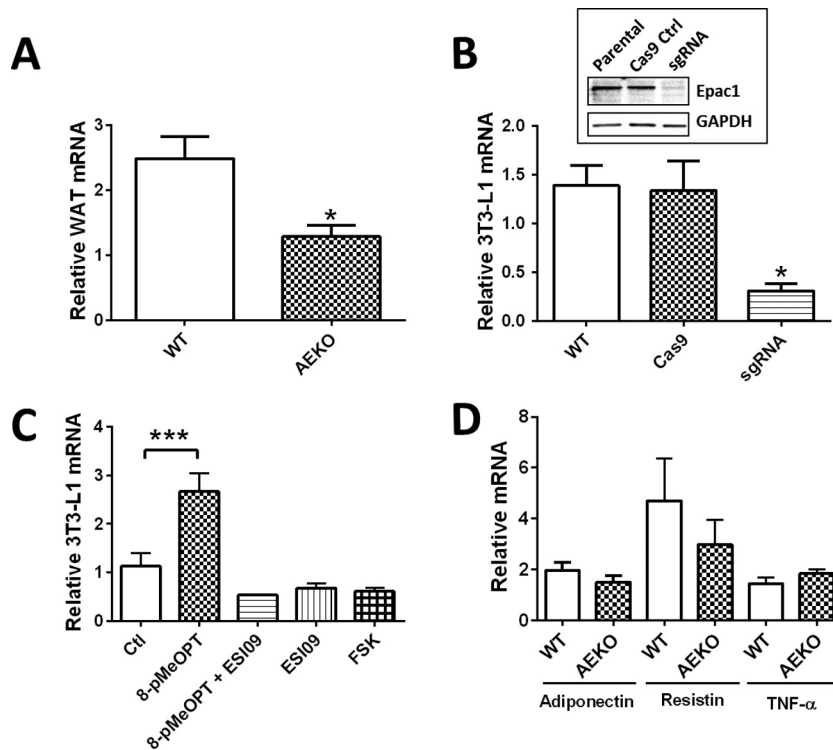 A
Relative WAT mRNA
3
2
1
0
*
WT
AEKO
B
Parental
Cas9 Ctrl
sgRNA
Epac1
GAPDH
Relative 3T3-L1 mRNA
2.0
1.5
1.0
0.5
0.0
*
WT
Cas9
sgRNA
C
Relative 3T3-L1 mRNA
4
3
2
1
0
***
Ctl
8-pMeOPT
8-pMeOPT + ESI09
ESI09
FSK
D
Relative mRNA
8
6
4
2
0
WT
AEKO
WT
AEKO
WT
AEKO
Adiponectin
Resistin
TNF-α